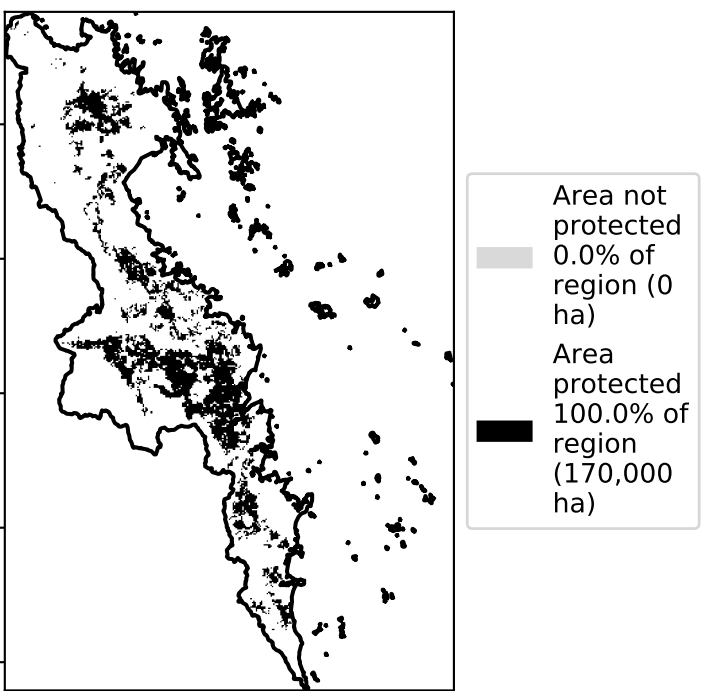 Area not
protected
0.0% of
region (0
ha)
Area
protected
100.0% of
region
(170,000
ha)